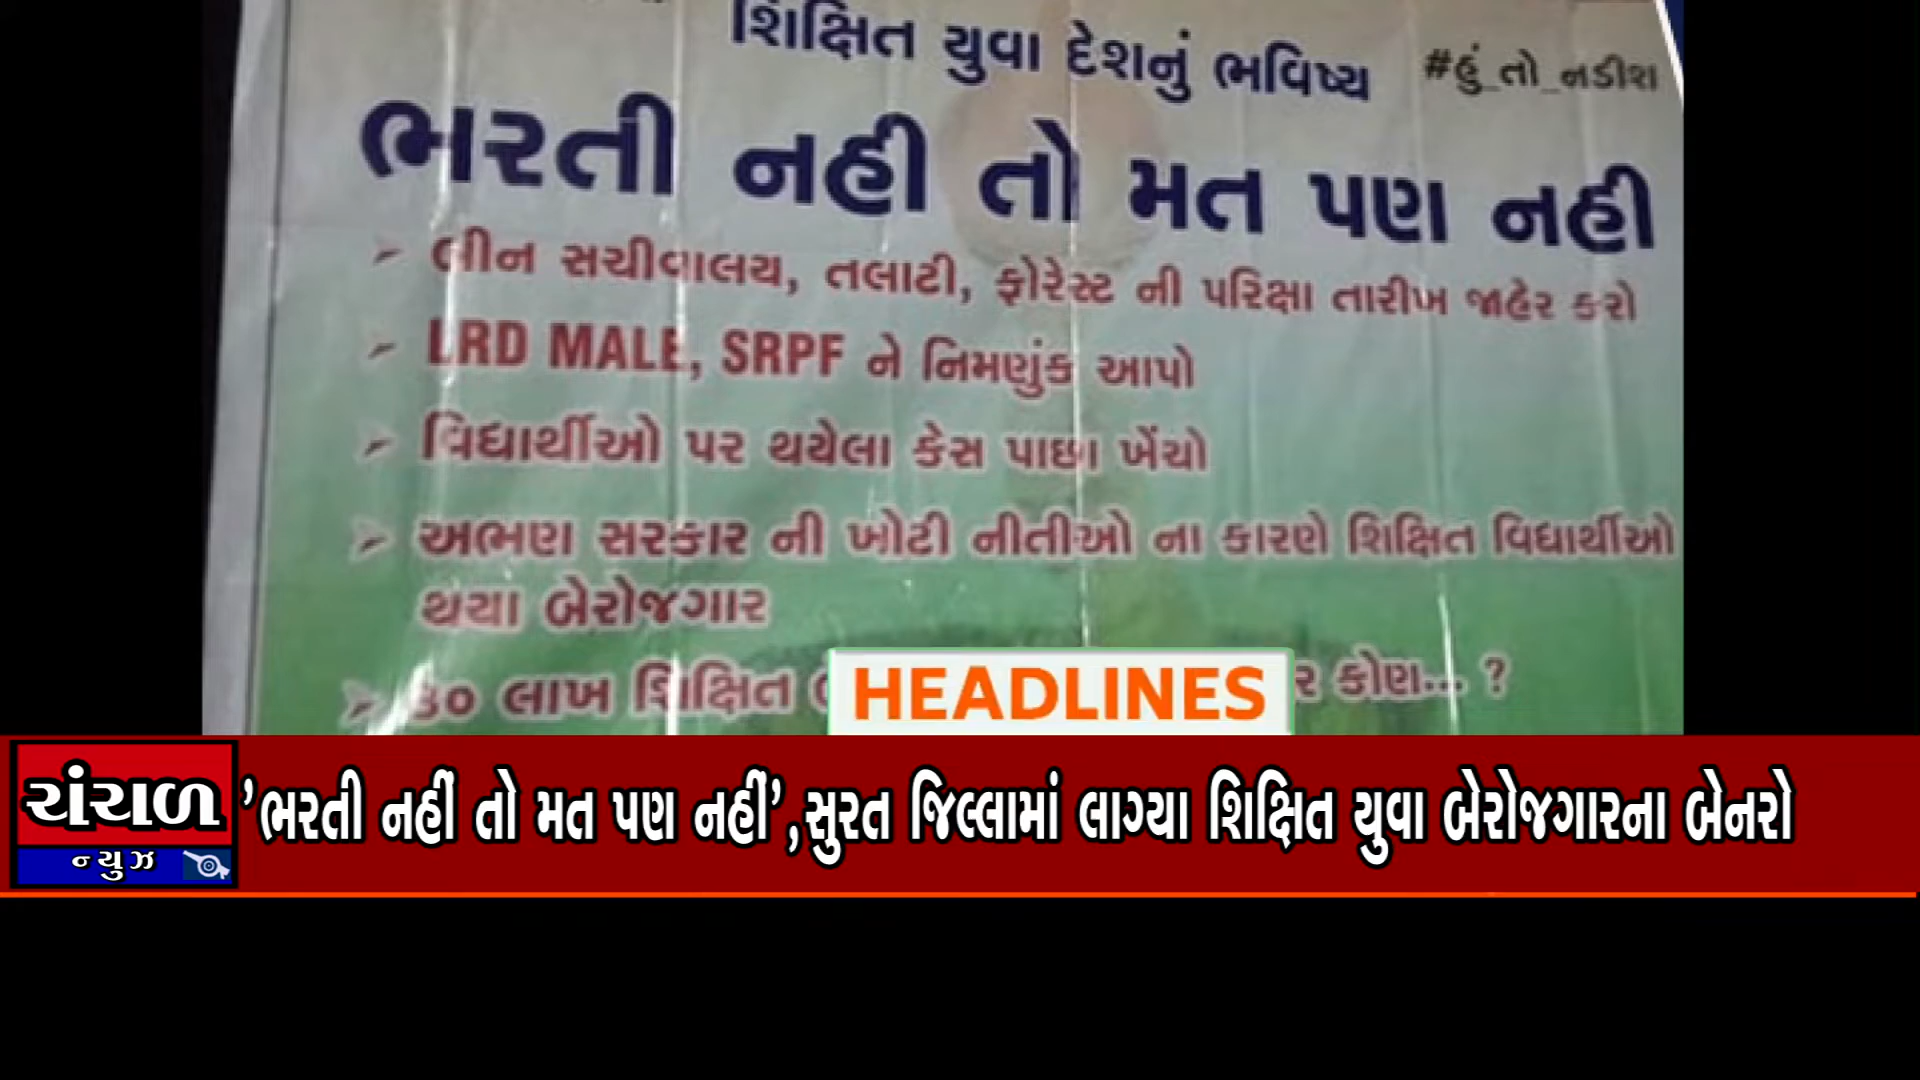 શિક્ષિત યુવા દેશનું ભવિષ્ય
#હું_તો_નડીશ
ભરતી નહી તો મત પણ નહી
લીન સચીવાલય, તલાટી, ફોરેસ્ટ ની પરિક્ષા તારીખ જાહેર કરો
LRD MALE, SRPF ને નિમણુંક આપો
વિદ્યાર્થીઓ પર થયેલા કેસ પાછા ખેંચો
અભણ સરકાર ની ખોટી નીતીઓ ના કારણે શિક્ષિત વિદ્યાર્થીઓ
થયા બેરોજગાર
લાખ શિક્ષિત કોણ... ?
HEADLINES
ચંચળ
ન્યુઝ
'ભરતી નહીં તો મત પણ નહીં',સુરત જિલ્લામાં લાગ્યા શિક્ષિત યુવા બેરોજગારના બેનરો